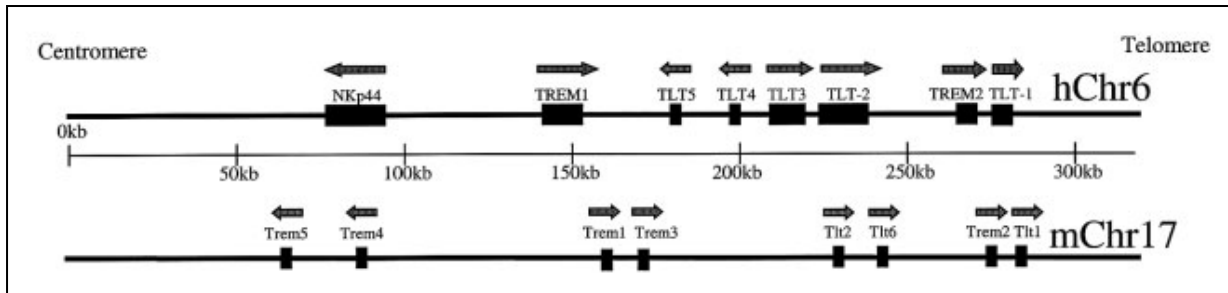 Centromere Telomere
NKp44 TREM1 TLT5 TLT4 TLT3 TLT-2 TREM2 TLT-1 hChr6
0kb
50kb 100kb 150kb 200kb 250kb 300kb
Trem5 Trem4 Trem1 Trem3 Tlt2 Tlt6 Trem2 Tlt1 mChr17